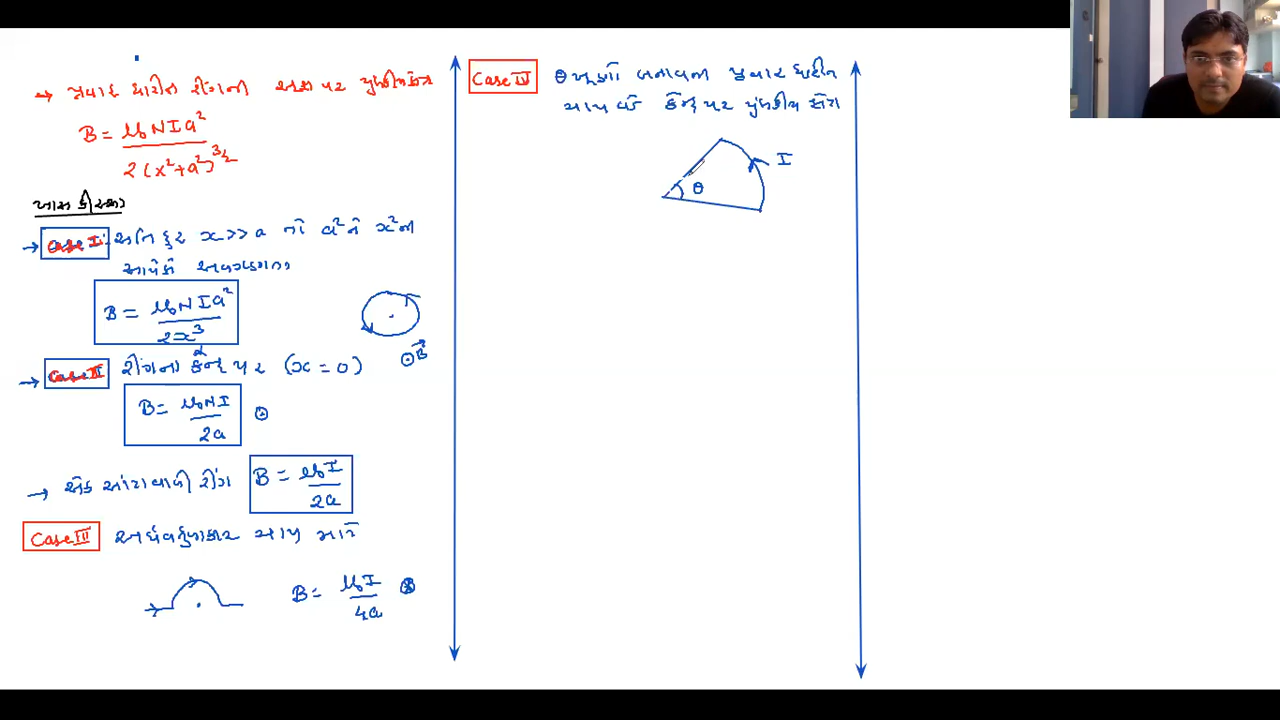 → પ્રવાહ ધારીત રીંગની અક્ષ પર ચુંબકીયક્ષેત્ર
B = μ₀NIa² / 2(x²+a²)^3/2
ખાસ કીસ્સા
→ Case I: અતિ દુર x>>a તો a² ને x² ની
સાપેક્ષે અવગણતા
B = μ₀NIa² / 2x³
⊙ B⃗
→ Case II રીંગના કેન્દ્ર પર (x = 0)
B = μ₀NI / 2a ⊙
→ એક આંટાવાળી રીંગ B = μ₀I / 2a
Case III અર્ધવર્તુળાકાર ચાપ માટે
B = μ₀I / 4a ⊗
Case IV θ ખૂણો બનાવતા પ્રવાહ ધારીત
ચાપ વડે કેન્દ્ર પર ચુંબકીય ક્ષેત્ર
I
θ